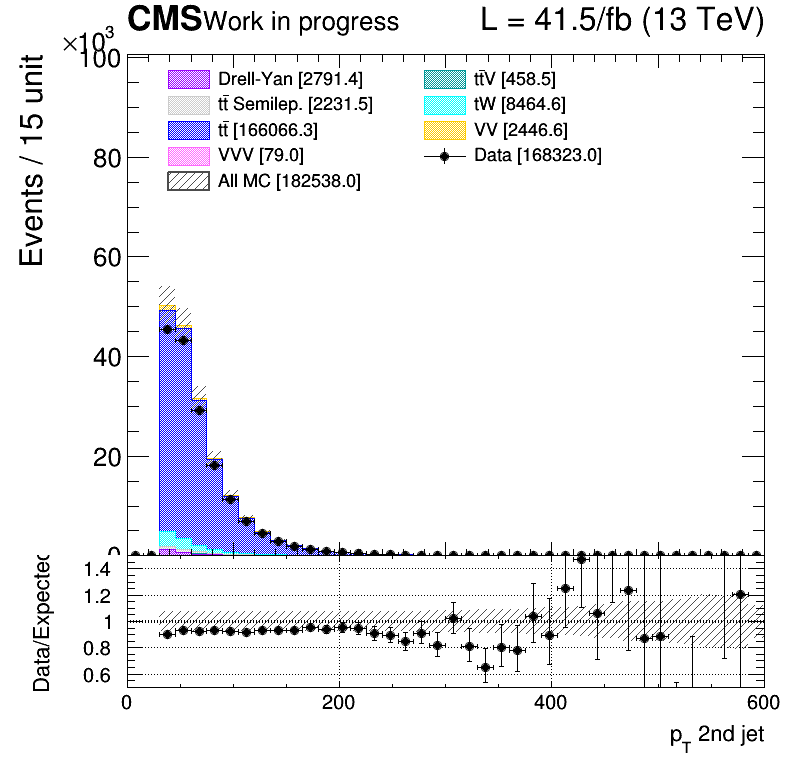 CMS Work in progress L = 41.5/fb (13 TeV)
×10³
Events / 15 unit
100
80
60
40
20
0
Drell-Yan [2791.4]
tt̄ Semilep. [2231.5]
tt̄ [166066.3]
VVV [79.0]
All MC [182538.0]
tt̄V [458.5]
tW [8464.6]
VV [2446.6]
Data [168323.0]
Data/Expected
1.4
1.2
1
0.8
0.6
0 200 400 600
p_T 2nd jet